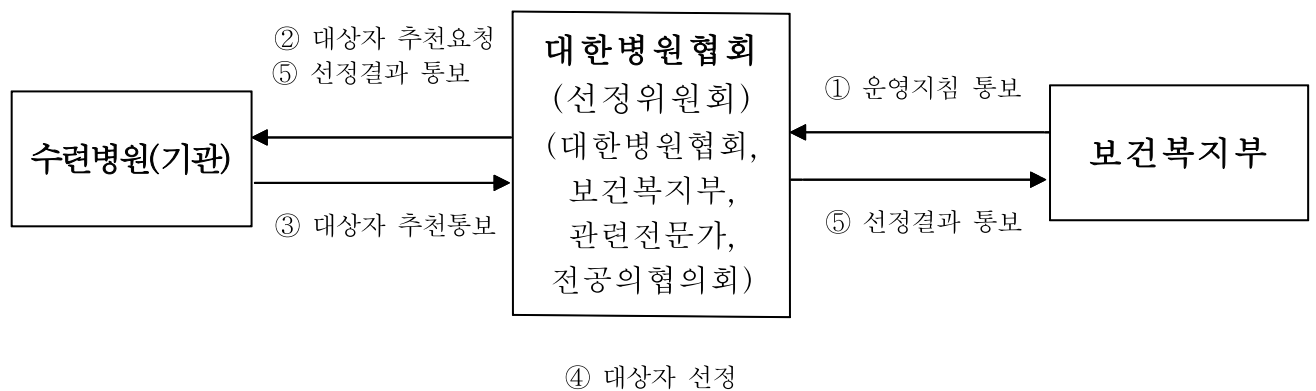 ② 대상자 추천요청
⑤ 선정결과 통보
수련병원(기관)
③ 대상자 추천통보
대한병원협회
(선정위원회)
(대한병원협회,
보건복지부,
관련전문가,
전공의협의회)
① 운영지침 통보
보건복지부
⑤ 선정결과 통보
④ 대상자 선정